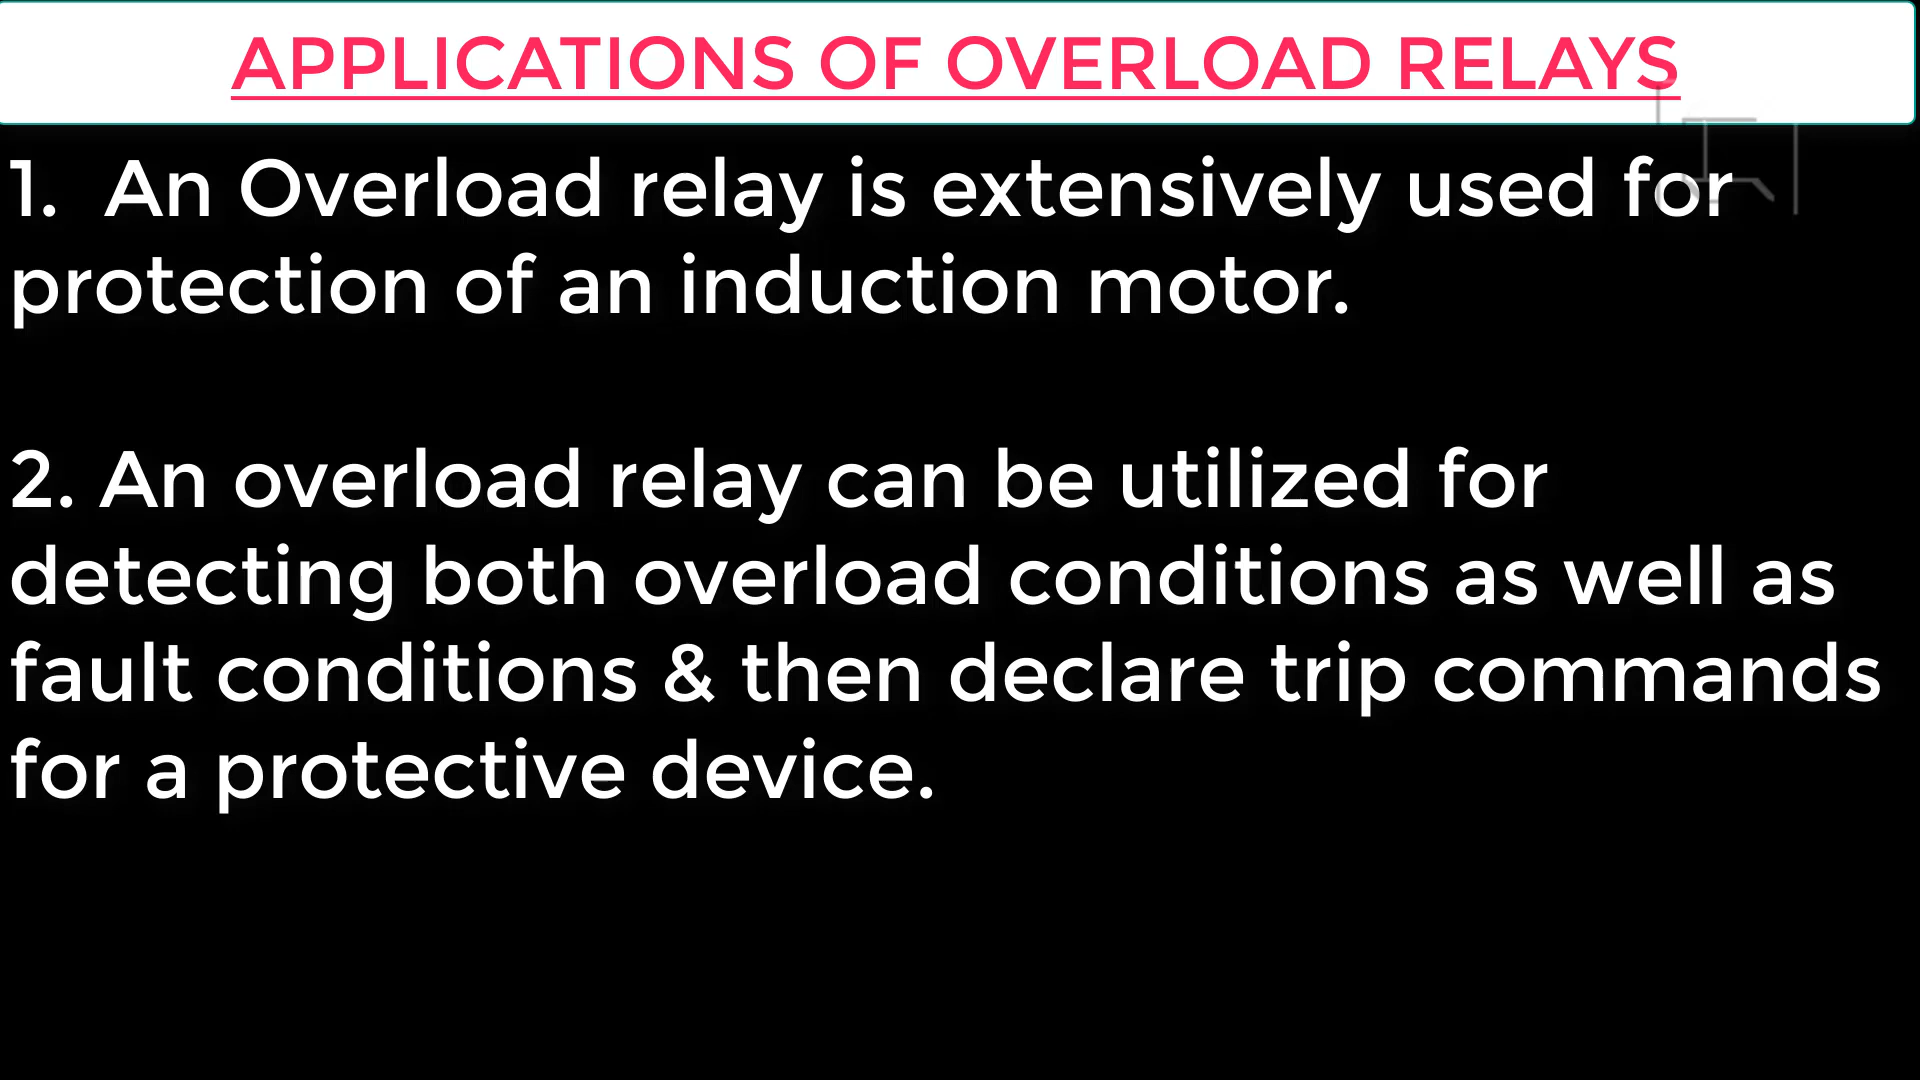 APPLICATIONS OF OVERLOAD RELAYS
1. An Overload relay is extensively used for
protection of an induction motor.
2. An overload relay can be utilized for
detecting both overload conditions as well as
fault conditions & then declare trip commands
for a protective device.